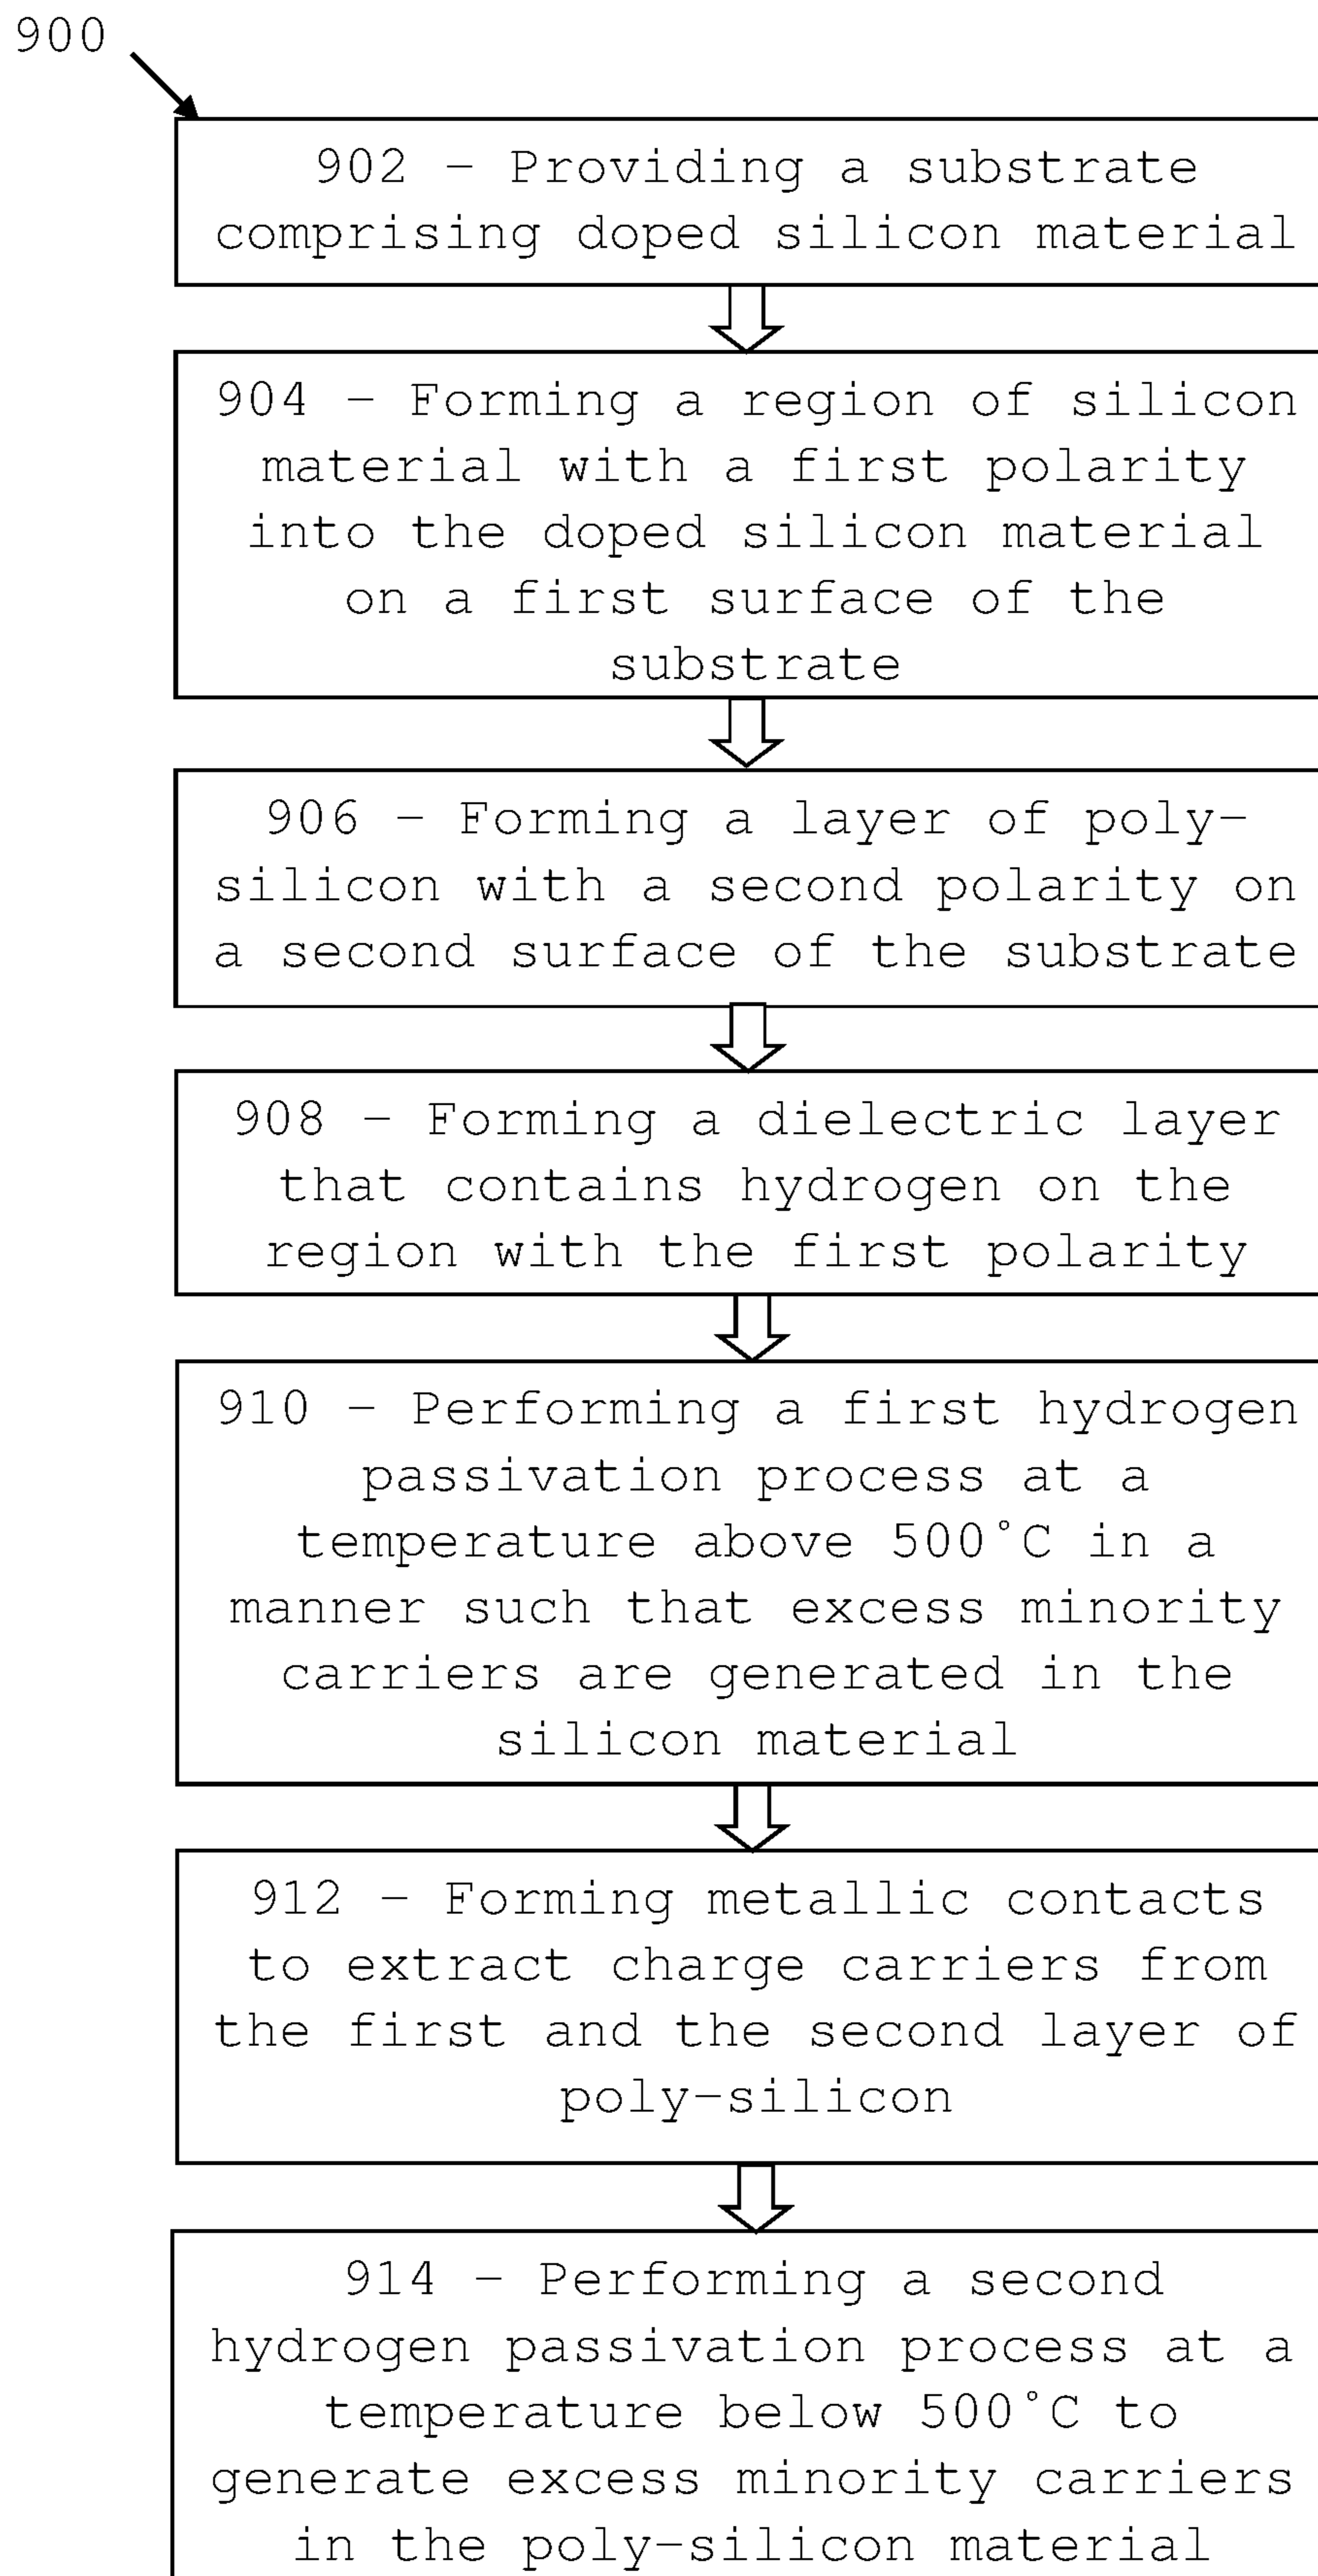 900
902 – Providing a substrate
comprising doped silicon material
904 – Forming a region of silicon
material with a first polarity
into the doped silicon material
on a first surface of the
substrate
906 – Forming a layer of poly-
silicon with a second polarity on
a second surface of the substrate
908 – Forming a dielectric layer
that contains hydrogen on the
region with the first polarity
910 – Performing a first hydrogen
passivation process at a
temperature above 500°C in a
manner such that excess minority
carriers are generated in the
silicon material
912 – Forming metallic contacts
to extract charge carriers from
the first and the second layer of
poly-silicon
914 – Performing a second
hydrogen passivation process at a
temperature below 500°C to
generate excess minority carriers
in the poly-silicon material